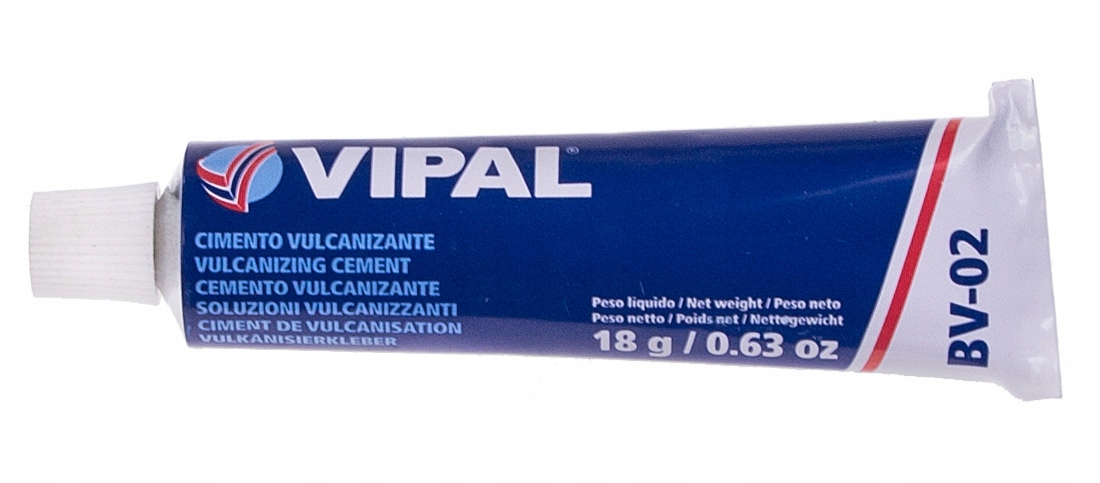 VIPAL®
CIMENTO VULCANIZANTE
VULCANIZING CEMENT
CEMENTO VULCANIZANTE
SOLUZIONI VULCANIZZANTI
CIMENT DE VULCANISATION
VULKANISIERKLEBER
Peso liquido / Net weight / Peso neto
Peso netto / Poids net / Nettogewicht
18 g / 0.63 oz
BV-02